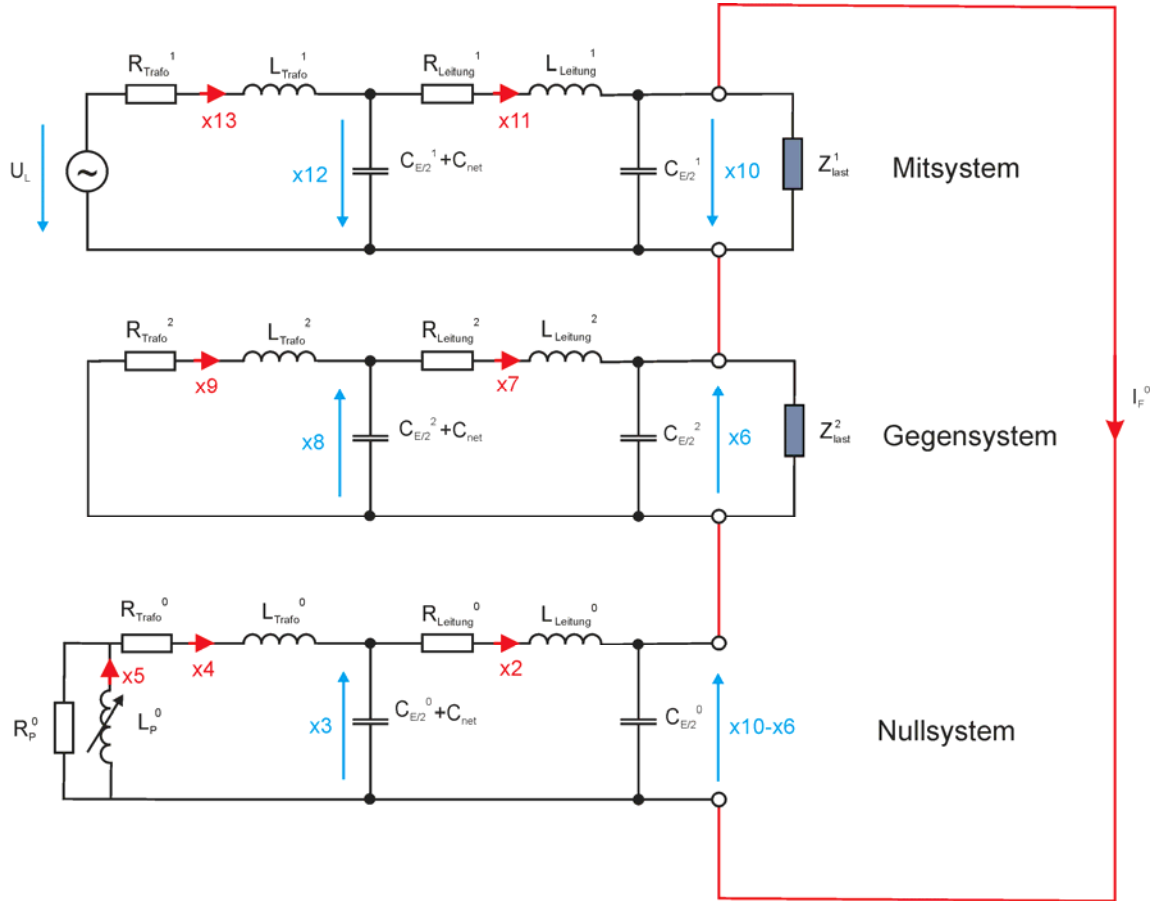 R_Trafo^1
L_Trafo^1
R_Leitung^1
L_Leitung^1
x13
x11
U_L
~
x12
C_E/2^1+C_net
C_E/2^1
x10
Z_last^1
Mitsystem
R_Trafo^2
L_Trafo^2
R_Leitung^2
L_Leitung^2
x9
x7
I_F^0
x8
C_E/2^2+C_net
C_E/2^2
x6
Z_last^2
Gegensystem
R_Trafo^0
L_Trafo^0
R_Leitung^0
L_Leitung^0
x5
x4
x2
R_P^0
L_P^0
x3
C_E/2^0+C_net
C_E/2^0
x10-x6
Nullsystem